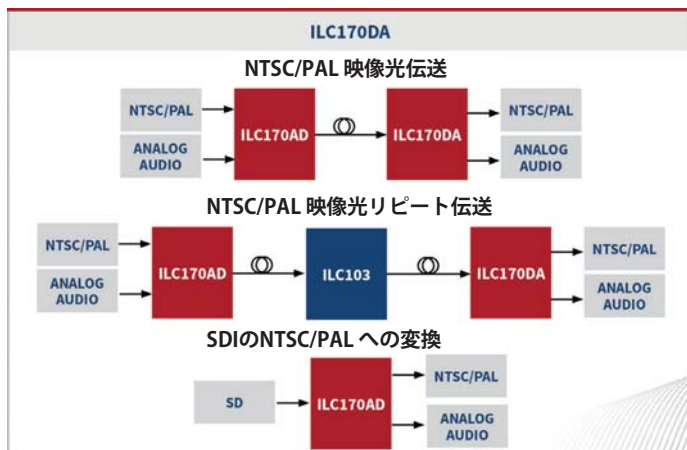 ILC170DA
NTSC/PAL 映像光伝送
NTSC/PAL
ANALOG
AUDIO
ILC170AD
ILC170DA
NTSC/PAL
ANALOG
AUDIO
NTSC/PAL 映像光リピート伝送
NTSC/PAL
ANALOG
AUDIO
ILC170AD
ILC103
ILC170DA
NTSC/PAL
ANALOG
AUDIO
SDIのNTSC/PAL への変換
SD
ILC170AD
NTSC/PAL
ANALOG
AUDIO